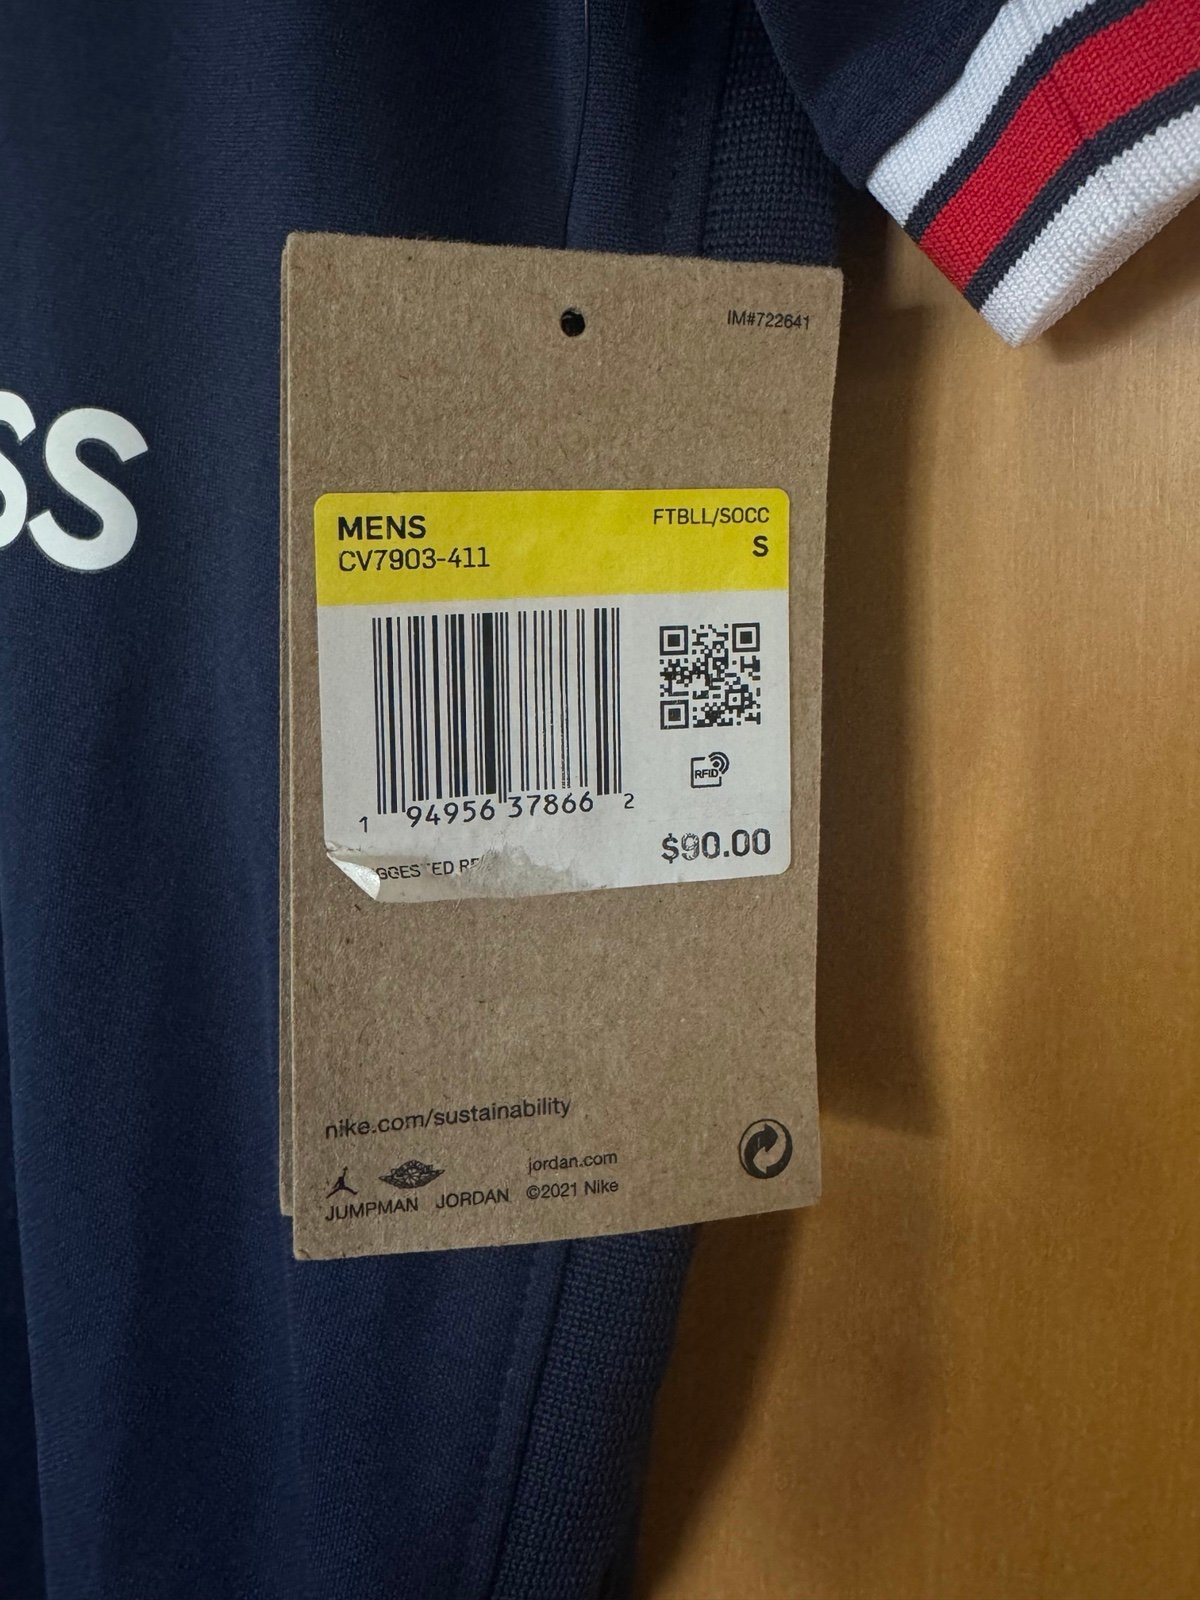 SS
IM#722641
MENS
FTBLL/SOCC
CV7903-411
S
1 94956 37866 2
RFID
$90.00
nike.com/sustainability
jordan.com
JUMPMAN JORDAN ©2021 Nike